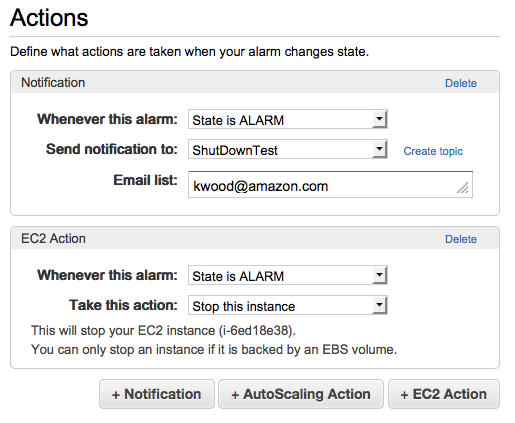 Actions
Define what actions are taken when your alarm changes state.
Notification Delete
Whenever this alarm: State is ALARM
Send notification to: ShutDownTest Create topic
Email list: kwood@amazon.com
EC2 Action Delete
Whenever this alarm: State is ALARM
Take this action: Stop this instance
This will stop your EC2 instance (i-6ed18e38).
You can only stop an instance if it is backed by an EBS volume.
+ Notification + AutoScaling Action + EC2 Action